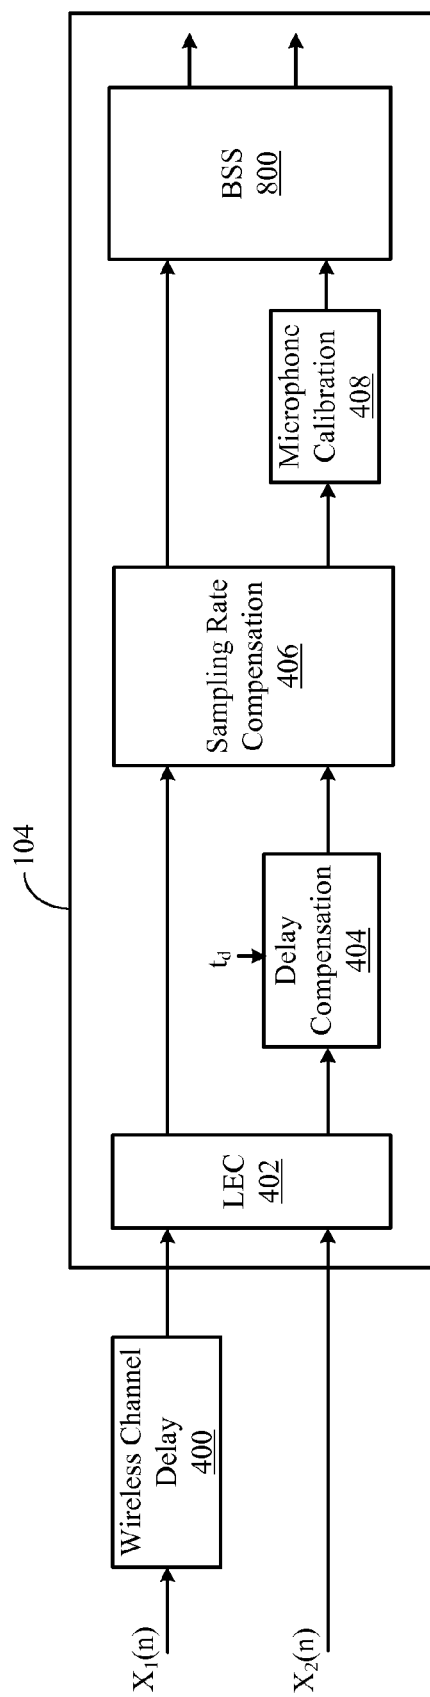 104
X₁(n)
Wireless Channel
Delay
400
X₂(n)
LEC
402
t_d
Delay
Compensation
404
Sampling Rate
Compensation
406
Microphone
Calibration
408
BSS
800